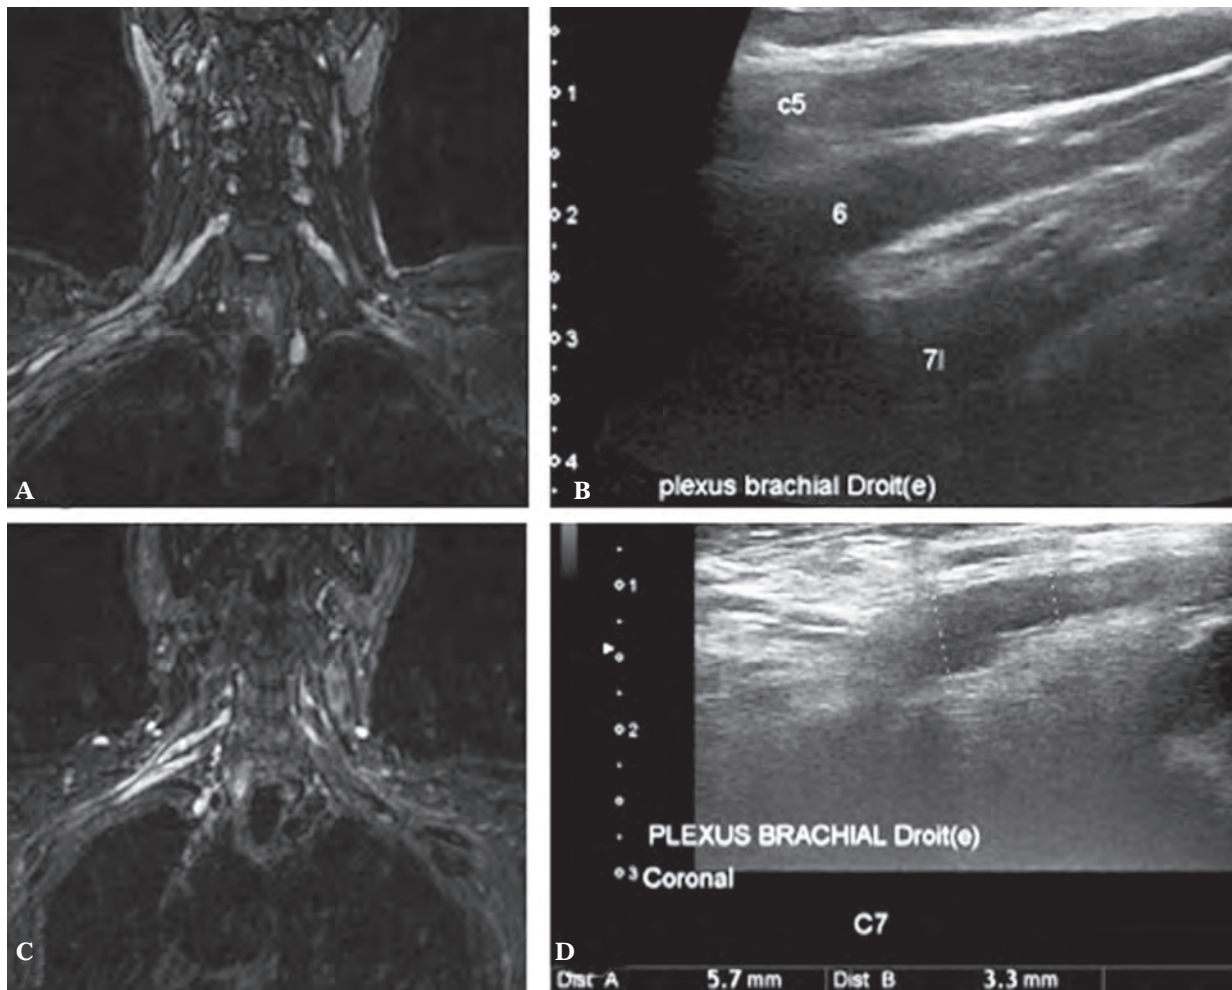 A
c5
1
6
2
7
3
4
B
plexus brachial Droit(e)
C
1
2
PLEXUS BRACHIAL Droit(e)
3 Coronal
C7
D
Dist A 5.7 mm Dist B 3.3 mm